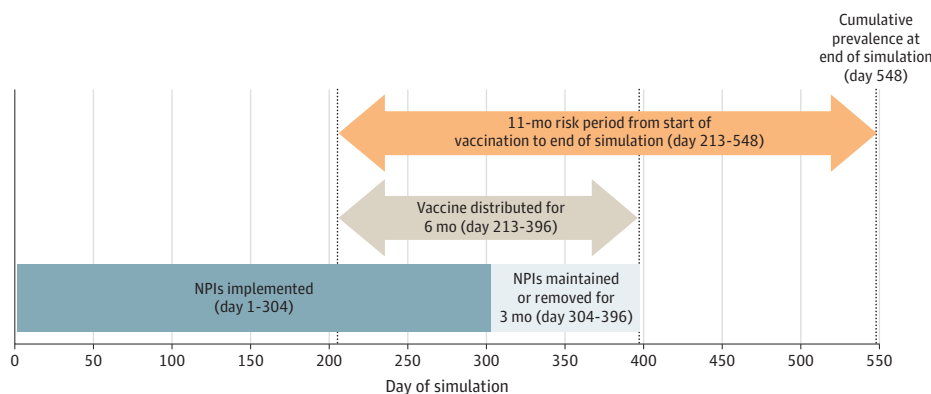 Cumulative
prevalence at
end of simulation
(day 548)
11-mo risk period from start of
vaccination to end of simulation (day 213-548)
Vaccine distributed for
6 mo (day 213-396)
NPIs implemented
(day 1-304)
NPIs maintained
or removed for
3 mo (day 304-396)
0 50 100 150 200 250 300 350 400 450 500 550
Day of simulation